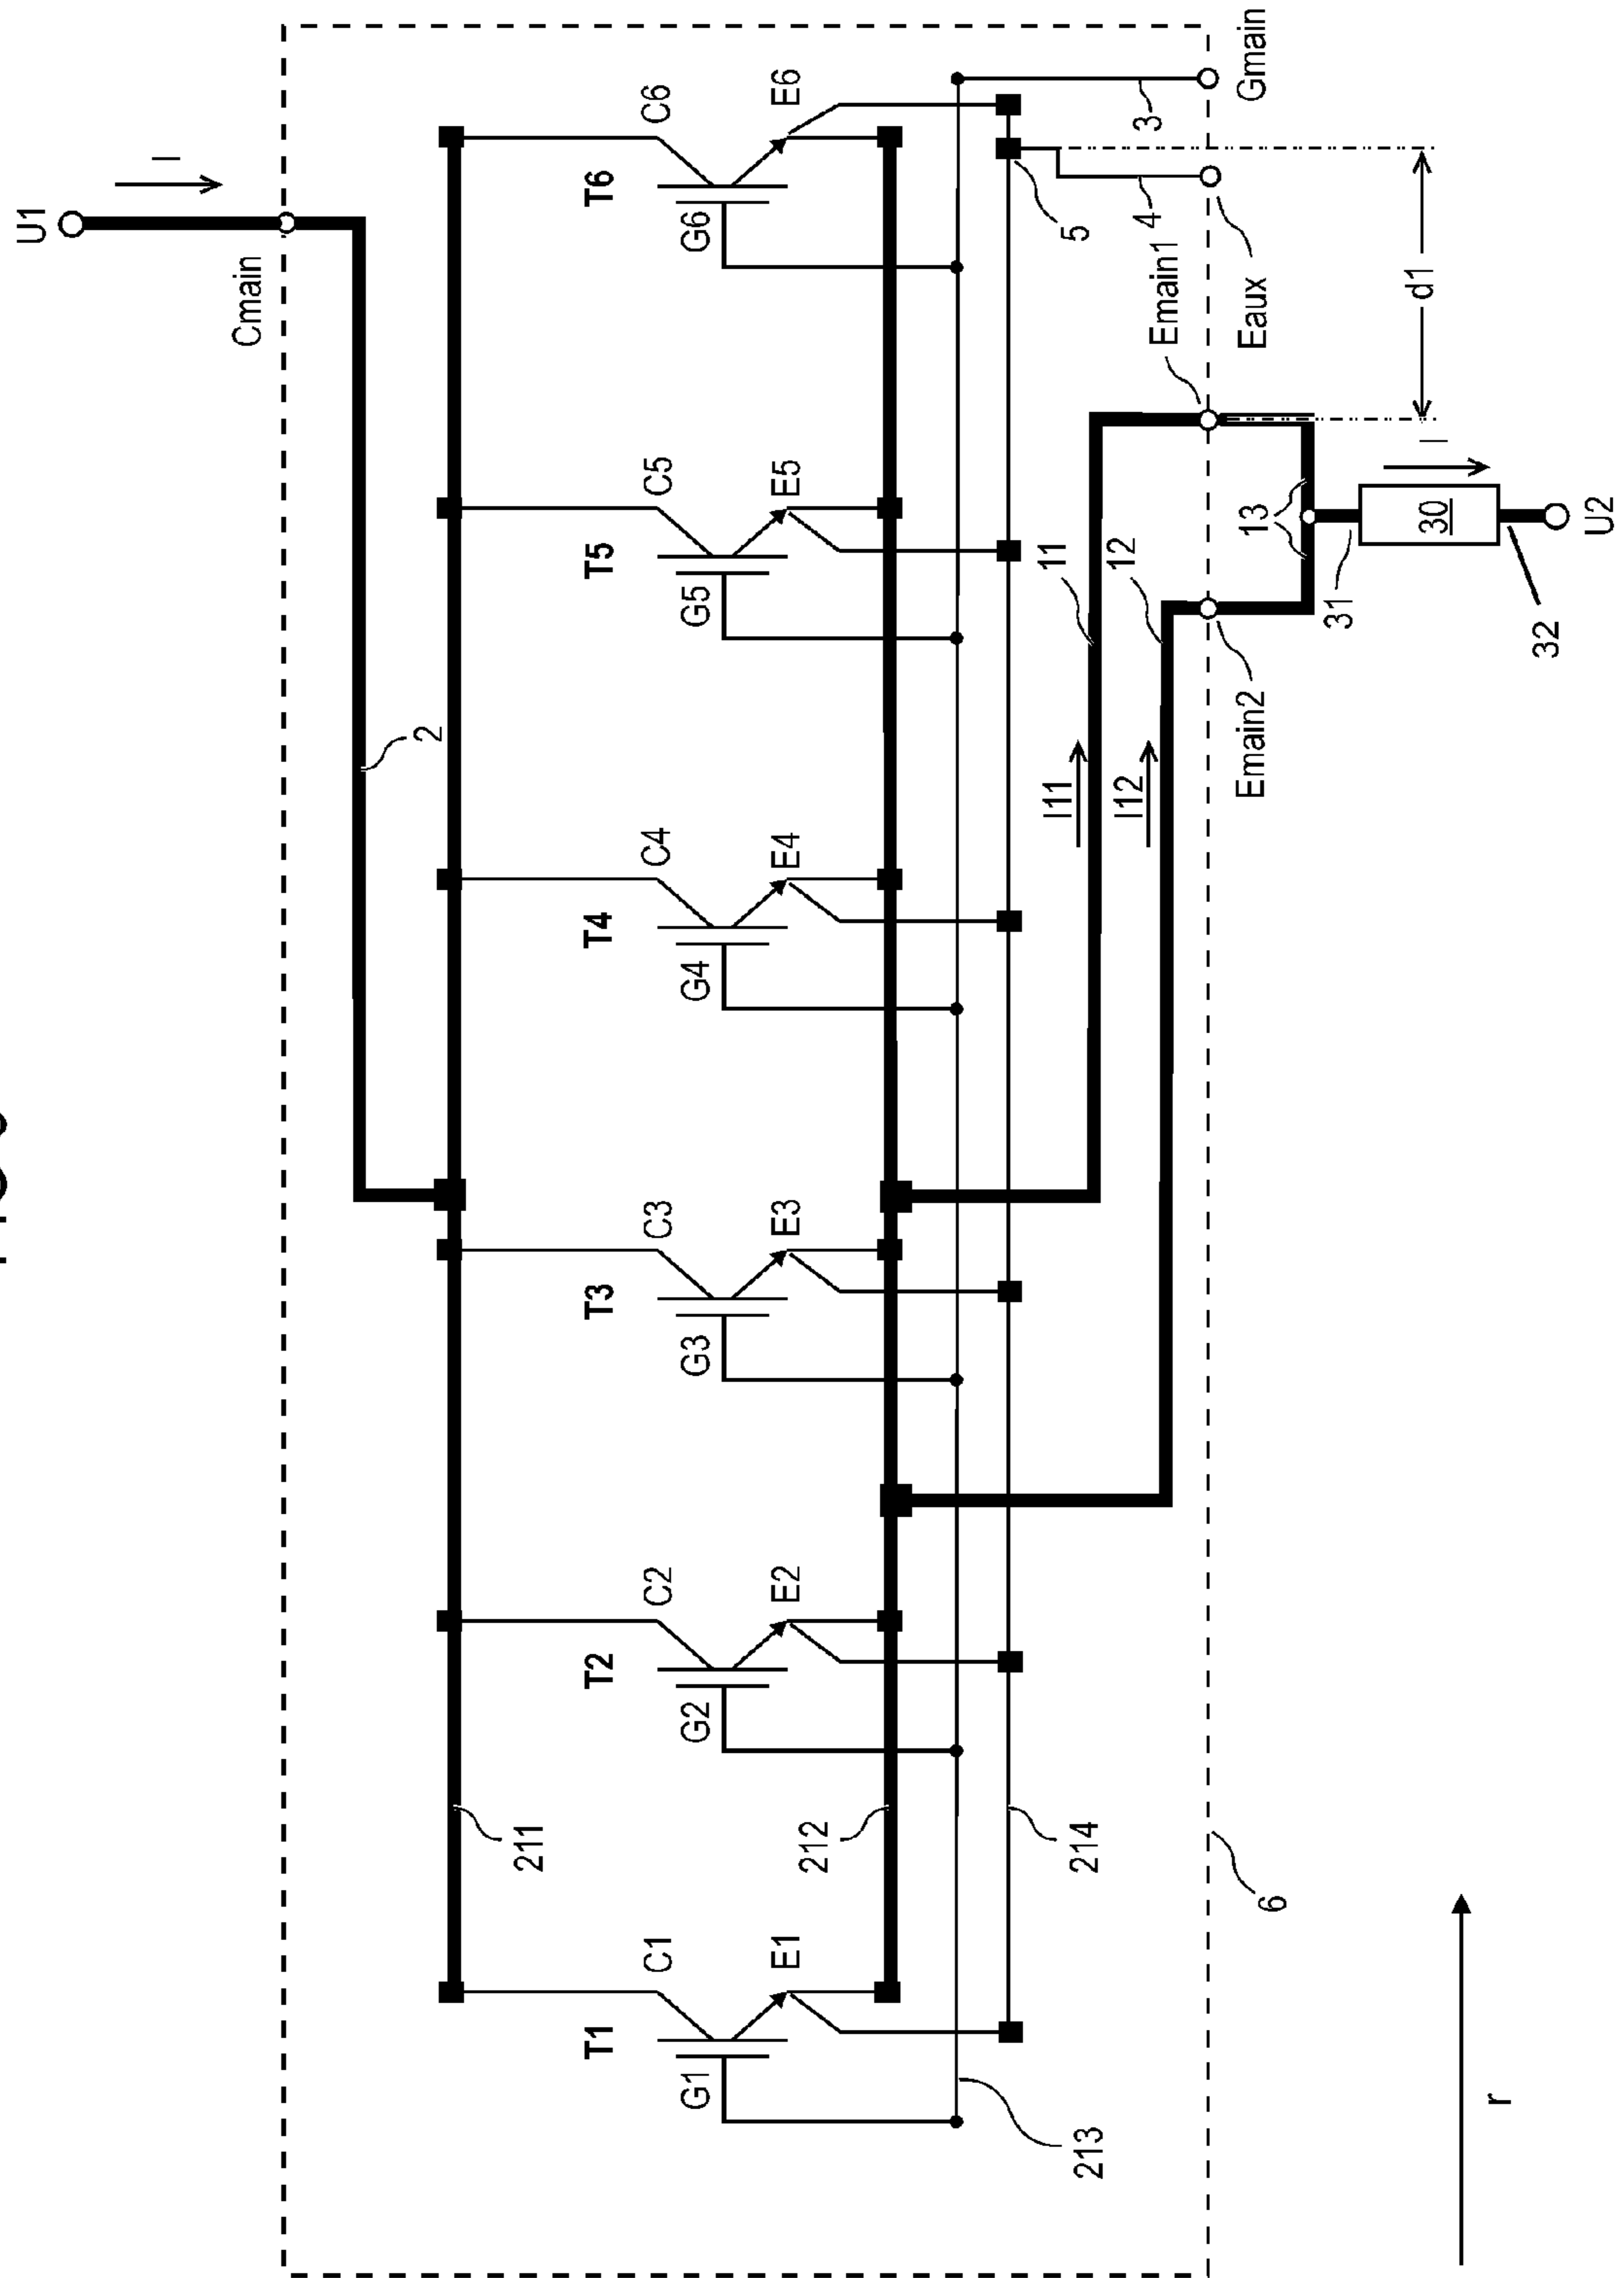 U1
I
Cmain
2
211
T1 T2 T3 T4 T5 T6
C1 C2 C3 C4 C5 C6
G1 G2 G3 G4 G5 G6
E1 E2 E3 E4 E5 E6
212
213
214
I11
11
I12
12
5
4
3
Emain1
6
Emain2
13
Eaux
Gmain
31
d1
30
I
32
r
U2